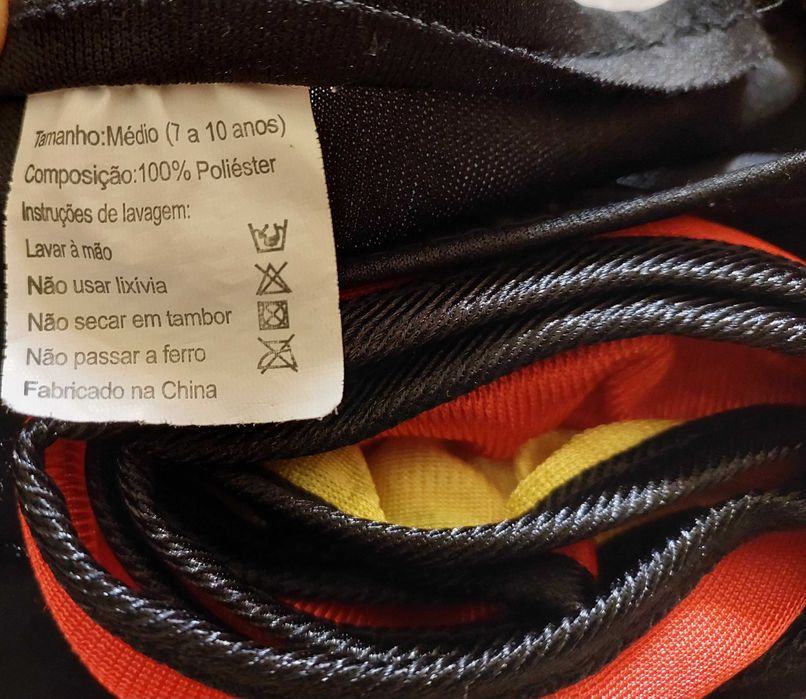 Tamanho:Médio (7 a 10 anos)
Composição:100% Poliéster
Instruções de lavagem:
Lavar à mão
Não usar lixívia
Não secar em tambor
Não passar a ferro
Fabricado na China